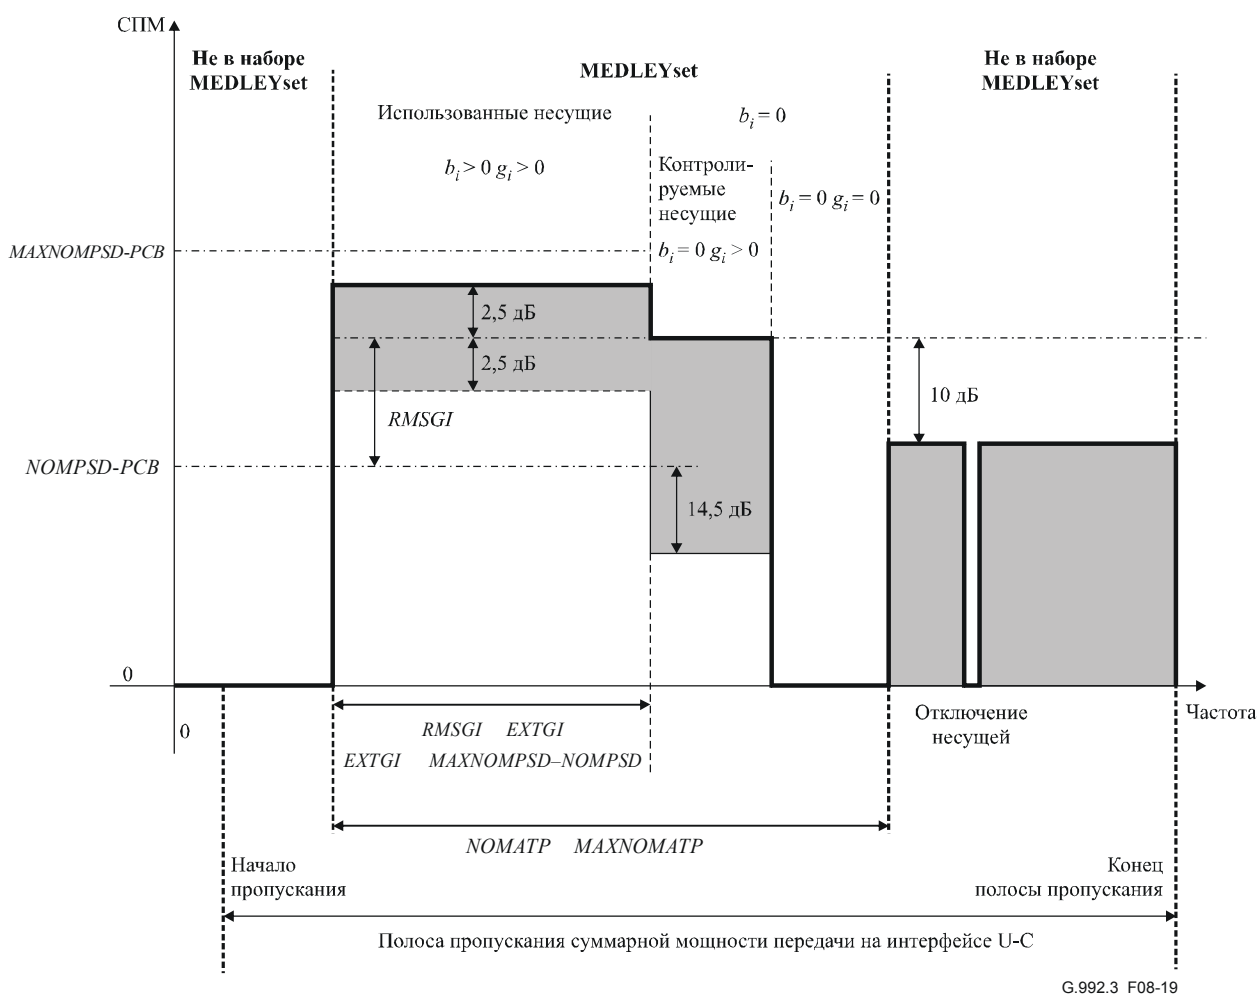 СПМ
Не в наборе
MEDLEYset
MEDLEYset
Не в наборе
MEDLEYset
Использованные несущие
b_i = 0
b_i > 0 g_i > 0
Контроли-
руемые
несущие
b_i = 0 g_i = 0
b_i = 0 g_i > 0
MAXNOMPSD-PCB
2,5 дБ
2,5 дБ
10 дБ
RMSGI
NOMPSD-PCB
14,5 дБ
0
0
Отключение
несущей
Частота
RMSGI EXTGI
EXTGI MAXNOMPSD–NOMPSD
NOMATP MAXNOMATP
Начало
пропускания
Конец
полосы пропускания
Полоса пропускания суммарной мощности передачи на интерфейсе U-C
G.992.3 F08-19